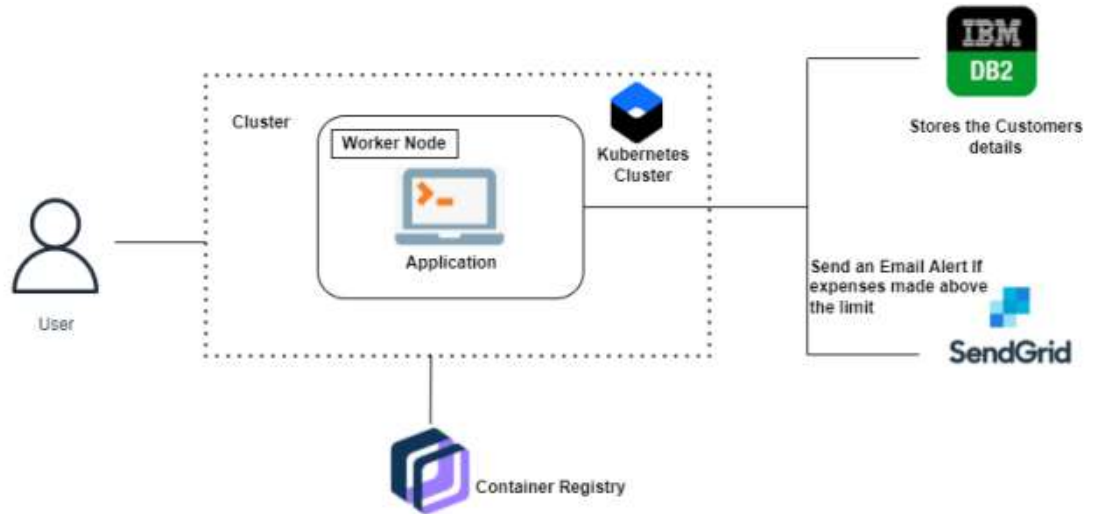 IBM
DB2
Stores the Customers
details
Cluster
Worker Node
Kubernetes
Cluster
Application
User
Send an Email Alert If
expenses made above
the limit
SendGrid
Container Registry